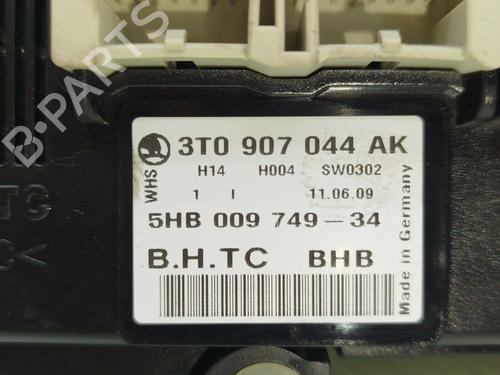 3T0 907 044 AK
WHS
H14 H004 SW0302
1 I 11.06.09
5HB 009 749-34
B.H.TC BHB
Made in Germany
B-Parts
TC
C<